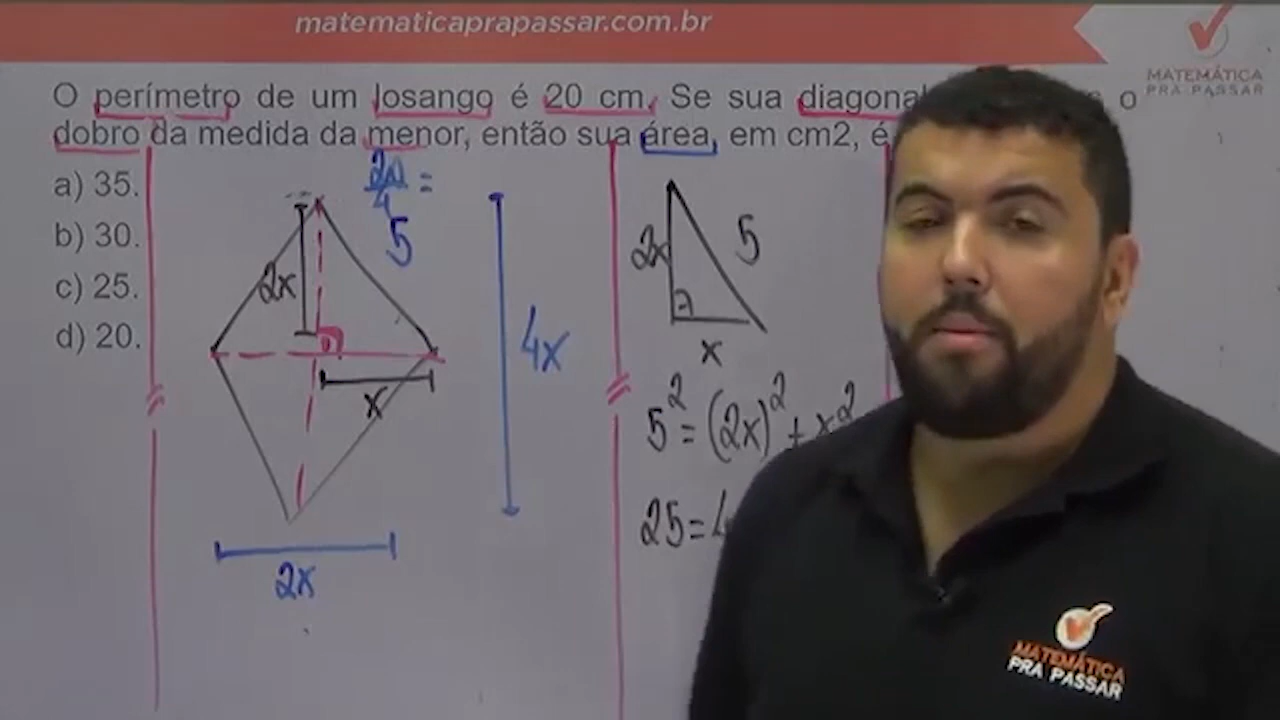 matematicaprapassar.com.br
MATEMÁTICA
PRA PASSAR
O perímetro de um losango é 20 cm. Se sua diagonal o
dobro da medida da menor, então sua área, em cm2, é
a) 35.
b) 30.
c) 25.
d) 20.
20/4 =
5
2x
x
4x
2x
2x
5
x
5² = (2x)² + x²
25 = 4
MATEMÁTICA
PRA PASSAR